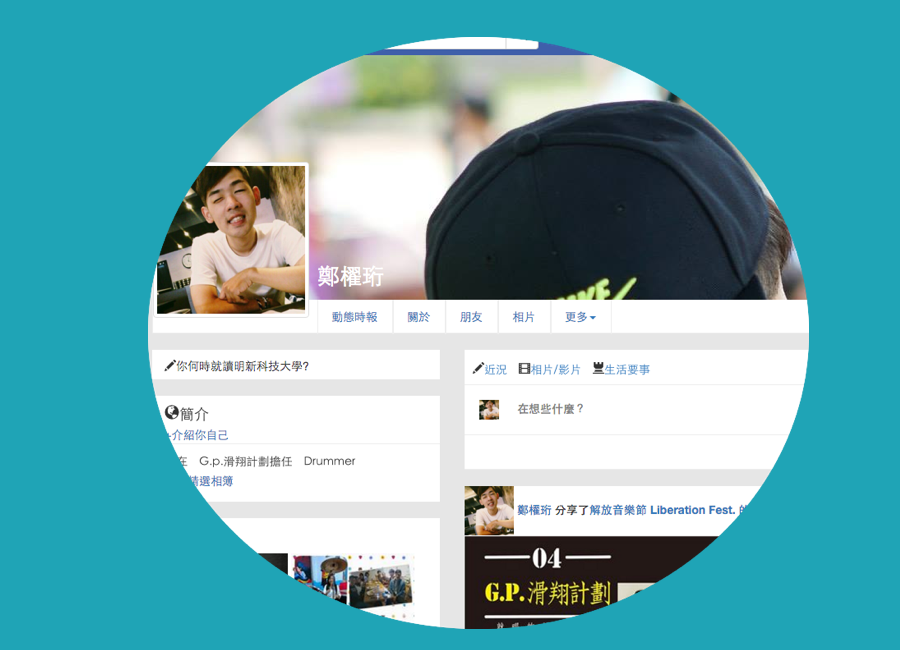 NIKE
鄭櫂珩
動態時報
關於
朋友
相片
更多
你何時就讀明新科技大學?
近況
相片/影片
生活要事
簡介
介紹你自己
在想些什麼？
在 G.p.滑翔計劃擔任 Drummer
精選相簿
鄭櫂珩 分享了解放音樂節 Liberation Fest.
04
G.P.滑翔計劃